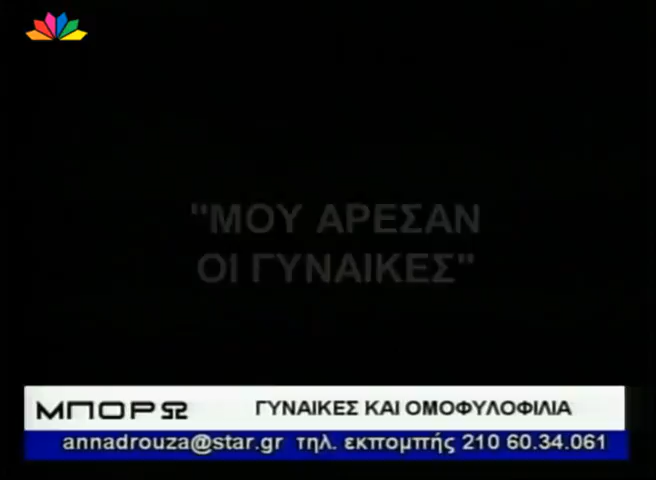 "ΜΟΥ ΑΡΕΣΑΝ
ΟΙ ΓΥΝΑΙΚΕΣ"
ΜΠΟΡΩ ΓΥΝΑΙΚΕΣ ΚΑΙ ΟΜΟΦΥΛΟΦΙΛΙΑ
annadrouza@star.gr τηλ. εκπομπής 210 60.34.061